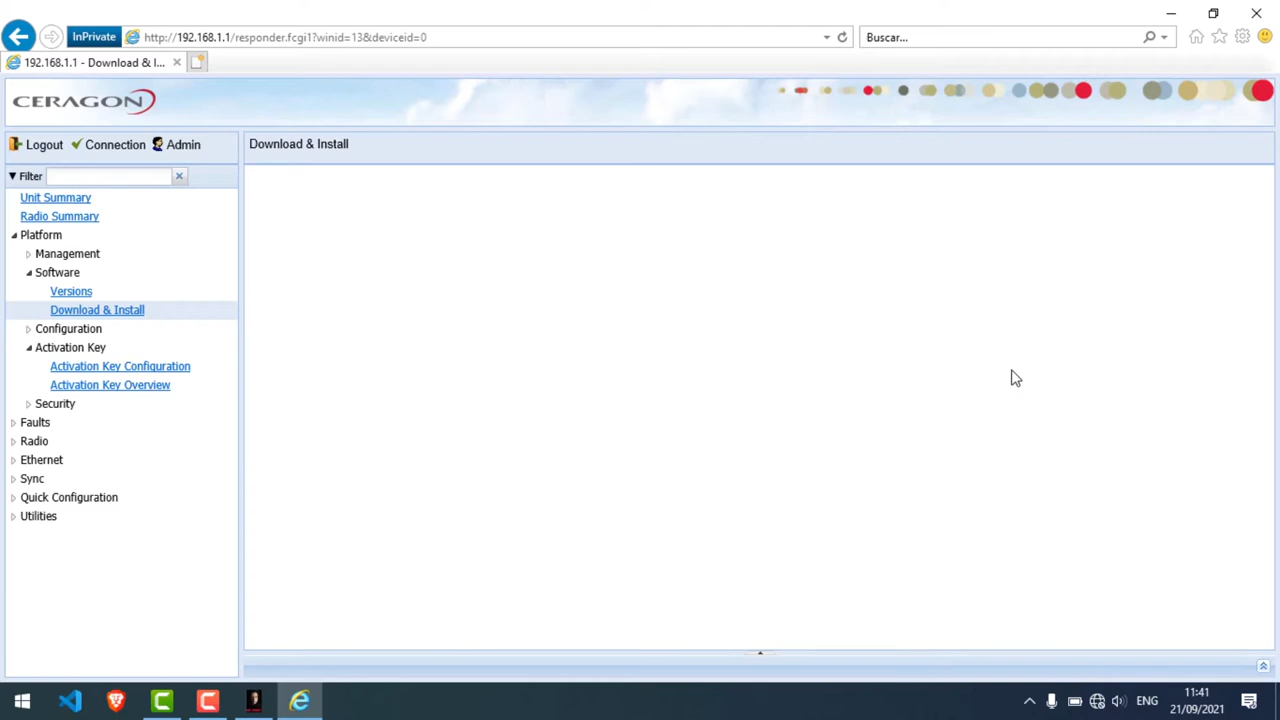 InPrivate
http://192.168.1.1/responder.fcgi1?winid=13&deviceid=0
Buscar...
192.168.1.1 - Download & I...
CERAGON
Logout
Connection
Admin
Download & Install
Filter
Unit Summary
Radio Summary
Platform
Management
Software
Versions
Download & Install
Configuration
Activation Key
Activation Key Configuration
Activation Key Overview
Security
Faults
Radio
Ethernet
Sync
Quick Configuration
Utilities
ENG
11:41
21/09/2021